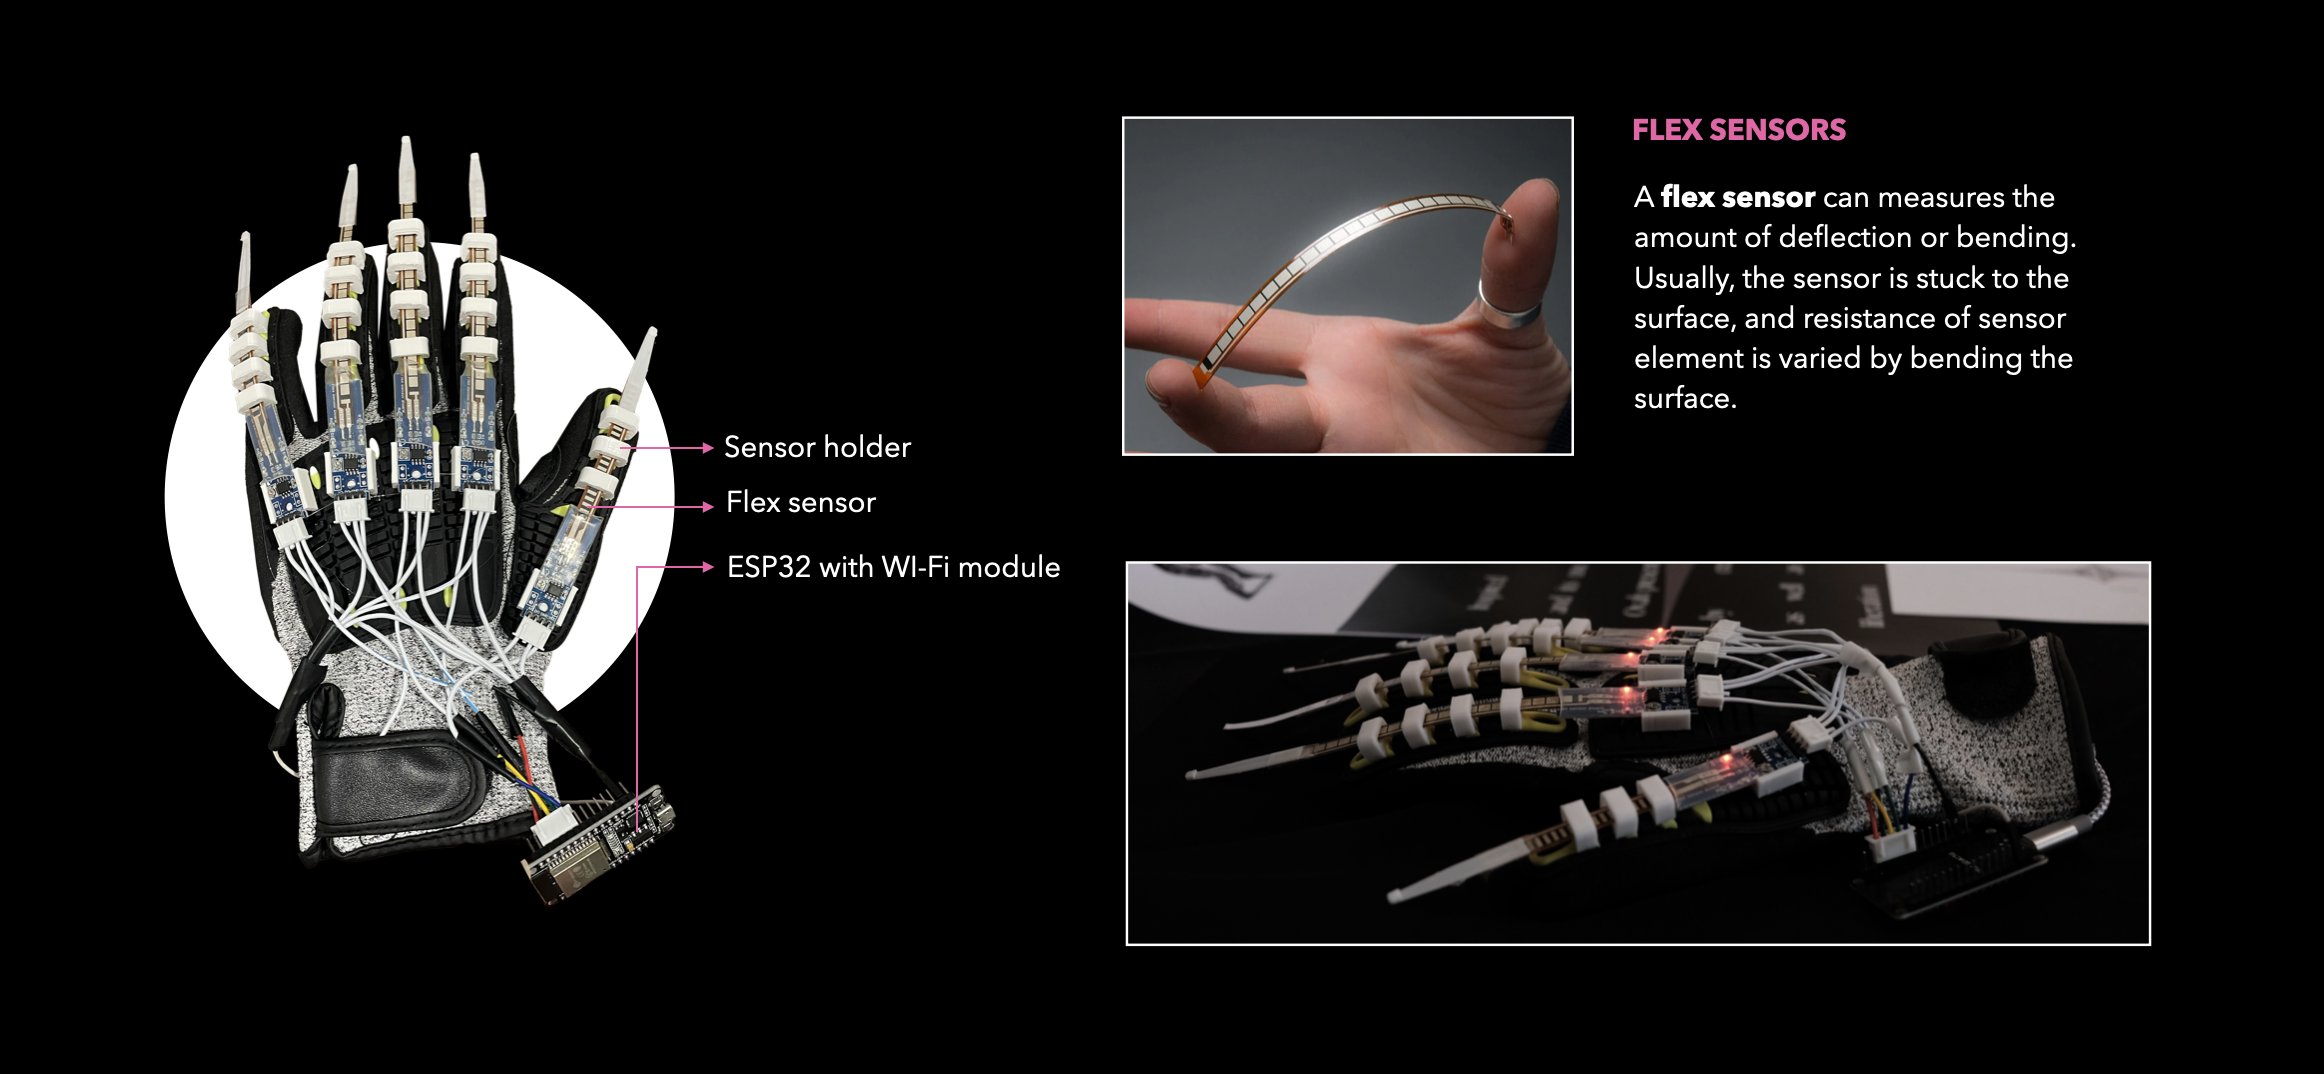 Sensor holder
Flex sensor
ESP32 with WI-Fi module
FLEX SENSORS
A flex sensor can measures the
amount of deflection or bending.
Usually, the sensor is stuck to the
surface, and resistance of sensor
element is varied by bending the
surface.